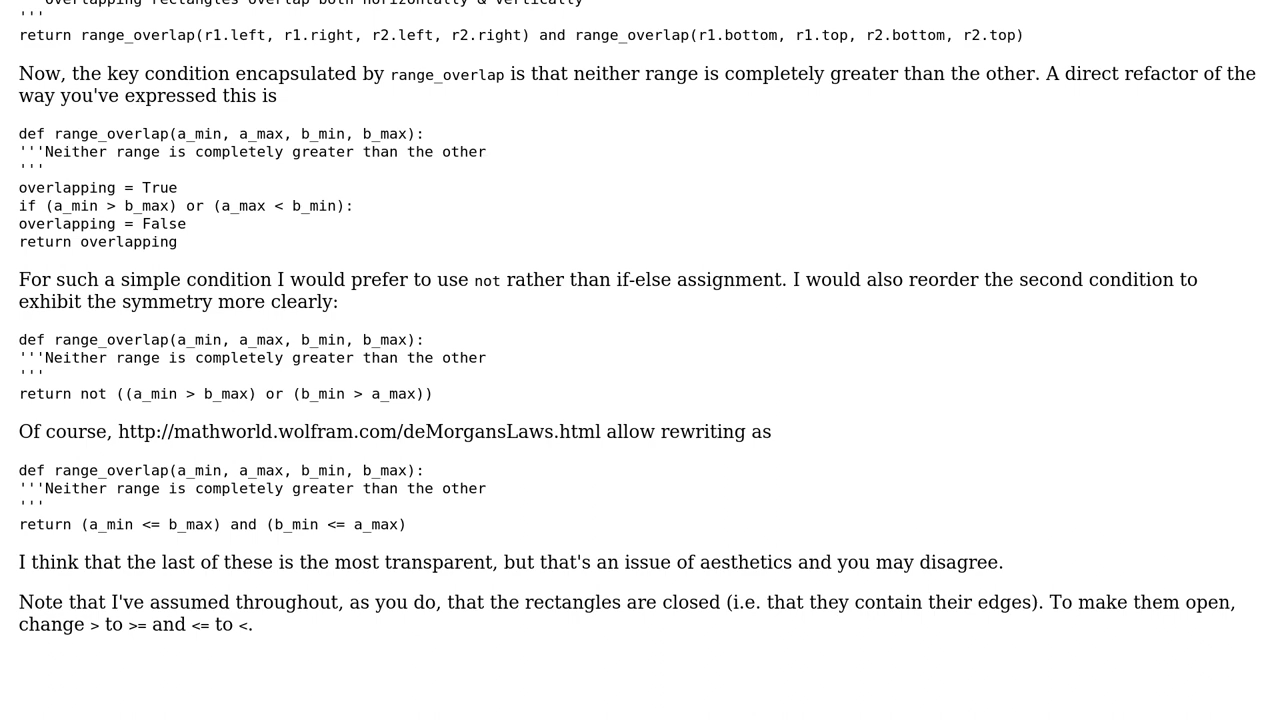 '''Overlapping rectangles overlap both horizontally & vertically
'''
return range_overlap(r1.left, r1.right, r2.left, r2.right) and range_overlap(r1.bottom, r1.top, r2.bottom, r2.top)
Now, the key condition encapsulated by range_overlap is that neither range is completely greater than the other. A direct refactor of the
way you've expressed this is
def range_overlap(a_min, a_max, b_min, b_max):
'''Neither range is completely greater than the other
'''
overlapping = True
if (a_min > b_max) or (a_max < b_min):
overlapping = False
return overlapping
For such a simple condition I would prefer to use not rather than if-else assignment. I would also reorder the second condition to
exhibit the symmetry more clearly:
def range_overlap(a_min, a_max, b_min, b_max):
'''Neither range is completely greater than the other
'''
return not ((a_min > b_max) or (b_min > a_max))
Of course, http://mathworld.wolfram.com/deMorgansLaws.html allow rewriting as
def range_overlap(a_min, a_max, b_min, b_max):
'''Neither range is completely greater than the other
'''
return (a_min <= b_max) and (b_min <= a_max)
I think that the last of these is the most transparent, but that's an issue of aesthetics and you may disagree.
Note that I've assumed throughout, as you do, that the rectangles are closed (i.e. that they contain their edges). To make them open,
change > to >= and <= to <.